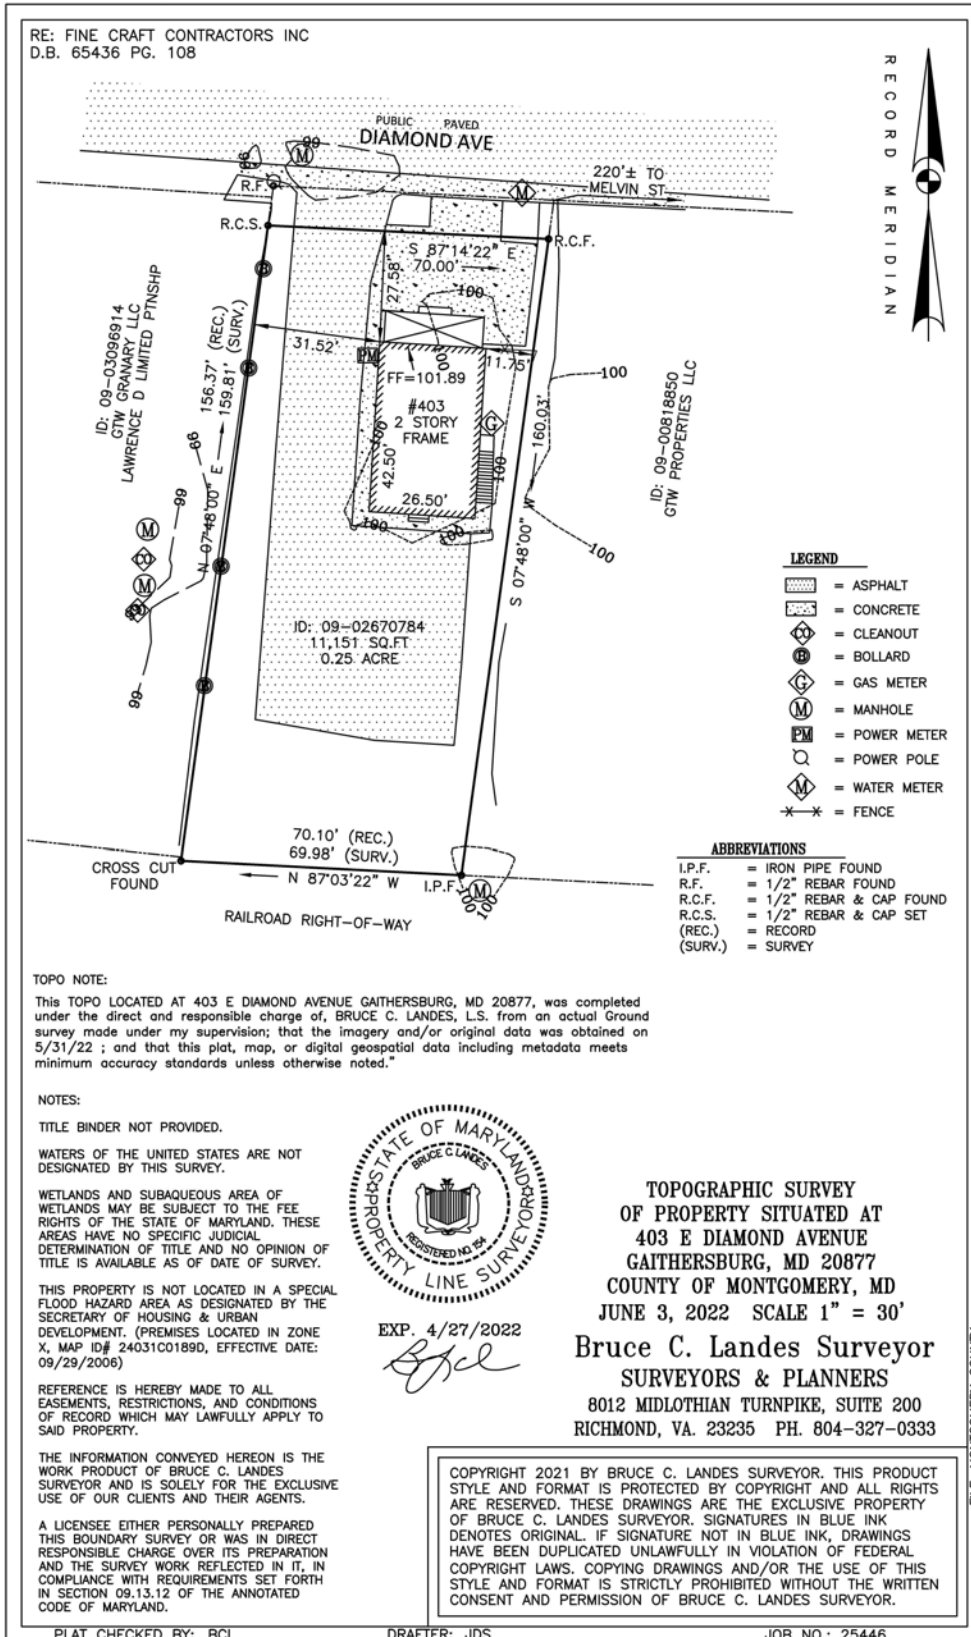 RE: FINE CRAFT CONTRACTORS INC
D.B. 65436 PG. 108
RECORD MERIDIAN
PUBLIC PAVED
DIAMOND AVE
99
99
M
M
220'± TO
MELVIN ST
R.F.
R.C.S.
R.C.F.
S 87°14'22" E
70.00'
27.58'
100
B
ID: 09-03096914
GTW GRANARY LLC
LAWRENCE D LIMITED PTNSHP
156.37' (REC.)
159.81' (SURV.)
N 07°48'00" E
31.52'
11.75'
PM
100
FF=101.89
#403
2 STORY
FRAME
G
42.50'
26.50'
100
100
100
100
160.03'
S 07°48'00" W
100
100
ID: 09-00818850
GTW PROPERTIES LLC
B
99
99
M
CO
M
CO
99
B
B
ID: 09-02670784
11,151 SQ.FT
0.25 ACRE
70.10' (REC.)
69.98' (SURV.)
N 87°03'22" W
CROSS CUT
FOUND
I.P.F.
M
100
100
RAILROAD RIGHT-OF-WAY
LEGEND
= ASPHALT
= CONCRETE
CO = CLEANOUT
B = BOLLARD
G = GAS METER
M = MANHOLE
PM = POWER METER
= POWER POLE
M = WATER METER
= FENCE
ABBREVIATIONS
I.P.F. = IRON PIPE FOUND
R.F. = 1/2" REBAR FOUND
R.C.F. = 1/2" REBAR & CAP FOUND
R.C.S. = 1/2" REBAR & CAP SET
(REC.) = RECORD
(SURV.) = SURVEY
TOPO NOTE:
This TOPO LOCATED AT 403 E DIAMOND AVENUE GAITHERSBURG, MD 20877, was completed
under the direct and responsible charge of, BRUCE C. LANDES, L.S. from an actual Ground
survey made under my supervision; that the imagery and/or original data was obtained on
5/31/22 ; and that this plat, map, or digital geospatial data including metadata meets
minimum accuracy standards unless otherwise noted."
NOTES:
TITLE BINDER NOT PROVIDED.
WATERS OF THE UNITED STATES ARE NOT
DESIGNATED BY THIS SURVEY.
WETLANDS AND SUBAQUEOUS AREA OF
WETLANDS MAY BE SUBJECT TO THE FEE
RIGHTS OF THE STATE OF MARYLAND. THESE
AREAS HAVE NO SPECIFIC JUDICIAL
DETERMINATION OF TITLE AND NO OPINION OF
TITLE IS AVAILABLE AS OF DATE OF SURVEY.
THIS PROPERTY IS NOT LOCATED IN A SPECIAL
FLOOD HAZARD AREA AS DESIGNATED BY THE
SECRETARY OF HOUSING & URBAN
DEVELOPMENT. (PREMISES LOCATED IN ZONE
X, MAP ID# 24031C0189D, EFFECTIVE DATE:
09/29/2006)
REFERENCE IS HEREBY MADE TO ALL
EASEMENTS, RESTRICTIONS, AND CONDITIONS
OF RECORD WHICH MAY LAWFULLY APPLY TO
SAID PROPERTY.
THE INFORMATION CONVEYED HEREON IS THE
WORK PRODUCT OF BRUCE C. LANDES
SURVEYOR AND IS SOLELY FOR THE EXCLUSIVE
USE OF OUR CLIENTS AND THEIR AGENTS.
A LICENSEE EITHER PERSONALLY PREPARED
THIS BOUNDARY SURVEY OR WAS IN DIRECT
RESPONSIBLE CHARGE OVER ITS PREPARATION
AND THE SURVEY WORK REFLECTED IN IT, IN
COMPLIANCE WITH REQUIREMENTS SET FORTH
IN SECTION 09.13.12 OF THE ANNOTATED
CODE OF MARYLAND.
STATE OF MARYLAND
PROPERTY LINE SURVEYOR
BRUCE C LANDES
REGISTERED NO. 154
EXP. 4/27/2022
TOPOGRAPHIC SURVEY
OF PROPERTY SITUATED AT
403 E DIAMOND AVENUE
GAITHERSBURG, MD 20877
COUNTY OF MONTGOMERY, MD
JUNE 3, 2022 SCALE 1" = 30'
Bruce C. Landes Surveyor
SURVEYORS & PLANNERS
8012 MIDLOTHIAN TURNPIKE, SUITE 200
RICHMOND, VA. 23235 PH. 804-327-0333
COPYRIGHT 2021 BY BRUCE C. LANDES SURVEYOR. THIS PRODUCT
STYLE AND FORMAT IS PROTECTED BY COPYRIGHT AND ALL RIGHTS
ARE RESERVED. THESE DRAWINGS ARE THE EXCLUSIVE PROPERTY
OF BRUCE C. LANDES SURVEYOR. SIGNATURES IN BLUE INK
DENOTES ORIGINAL. IF SIGNATURE NOT IN BLUE INK, DRAWINGS
HAVE BEEN DUPLICATED UNLAWFULLY IN VIOLATION OF FEDERAL
COPYRIGHT LAWS. COPYING DRAWINGS AND/OR THE USE OF THIS
STYLE AND FORMAT IS STRICTLY PROHIBITED WITHOUT THE WRITTEN
CONSENT AND PERMISSION OF BRUCE C. LANDES SURVEYOR.
PLAT CHECKED BY: BCL
DRAFTER: JDS
JOB NO.: 25446